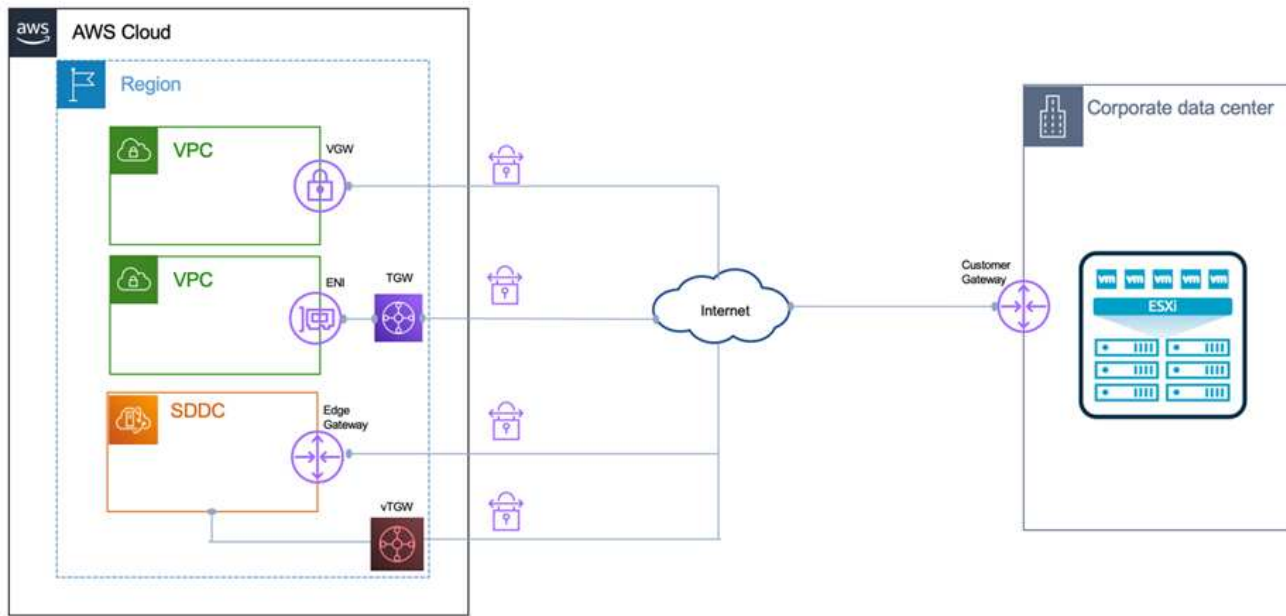 aws
AWS Cloud
Region
VPC
VGW
VPC
ENI
TGW
SDDC
Edge
Gateway
vTGW
Internet
Customer
Gateway
Corporate data center
vm vm vm vm vm
ESXi